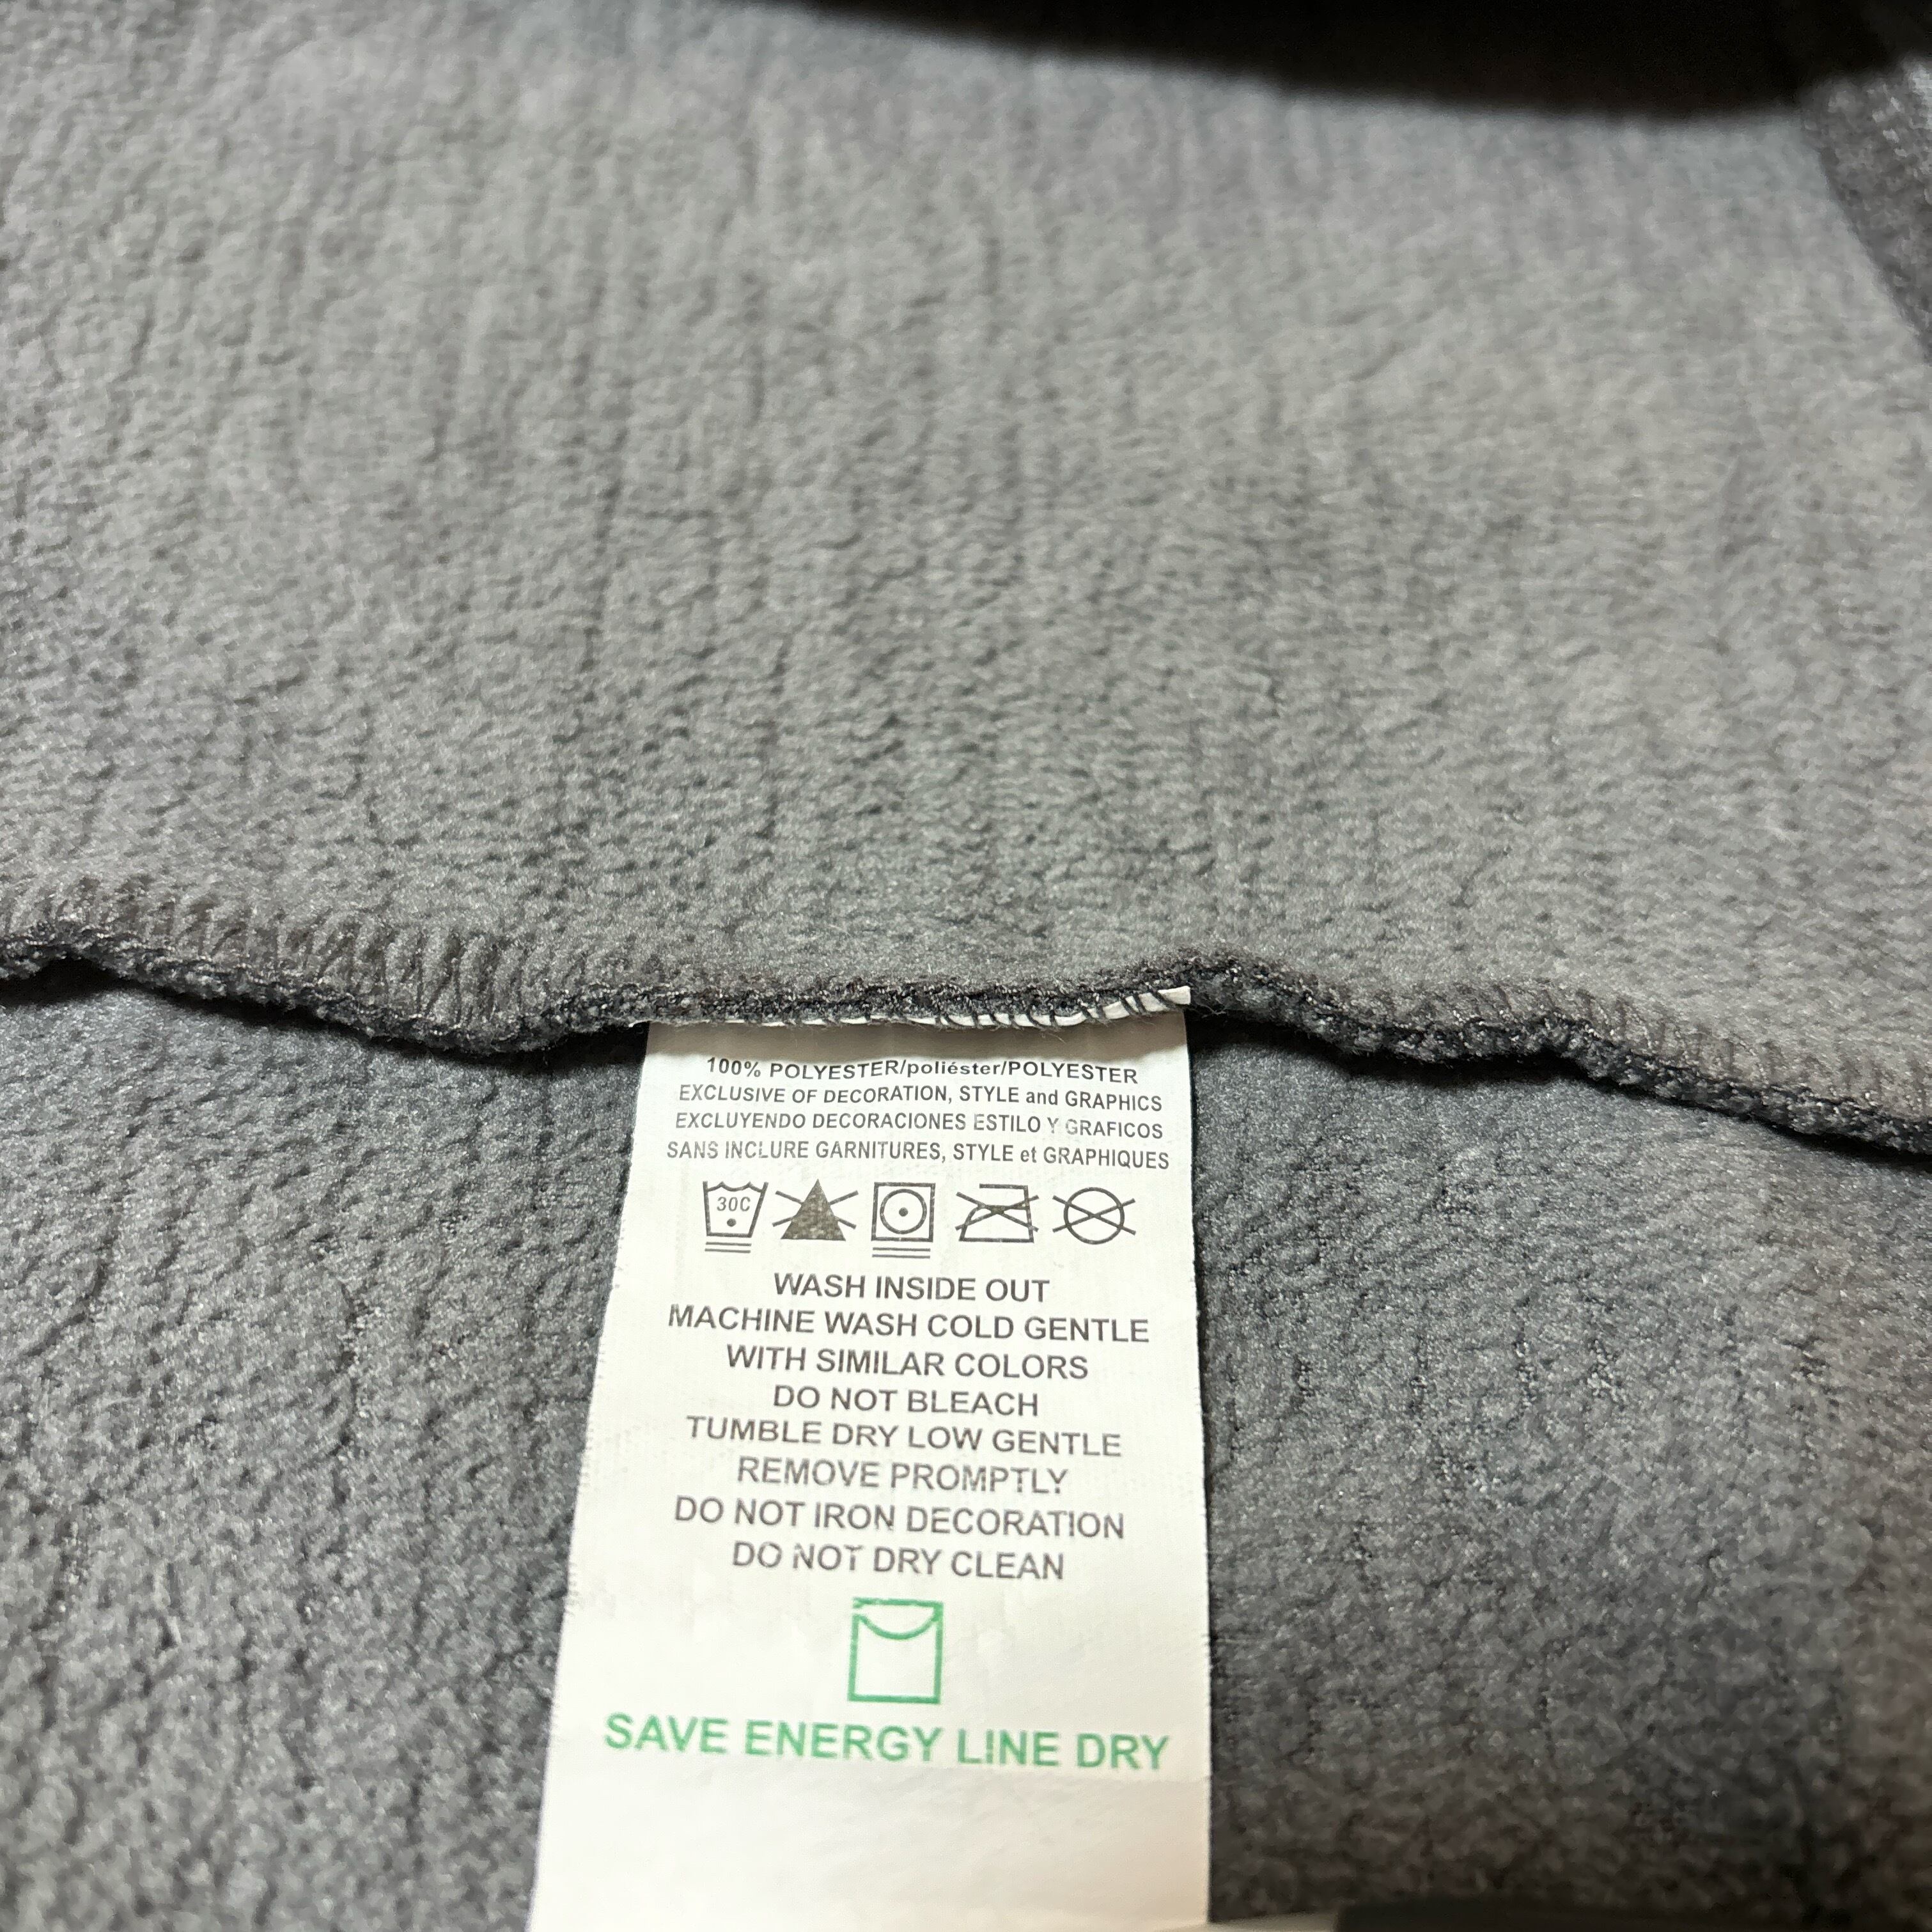 100% POLYESTER/poliéster/POLYESTER
EXCLUSIVE OF DECORATION, STYLE and GRAPHICS
EXCLUYENDO DECORACIONES ESTILO Y GRAFICOS
SANS INCLURE GARNITURES, STYLE et GRAPHIQUES
30C
WASH INSIDE OUT
MACHINE WASH COLD GENTLE
WITH SIMILAR COLORS
DO NOT BLEACH
TUMBLE DRY LOW GENTLE
REMOVE PROMPTLY
DO NOT IRON DECORATION
DO NOT DRY CLEAN
SAVE ENERGY LINE DRY